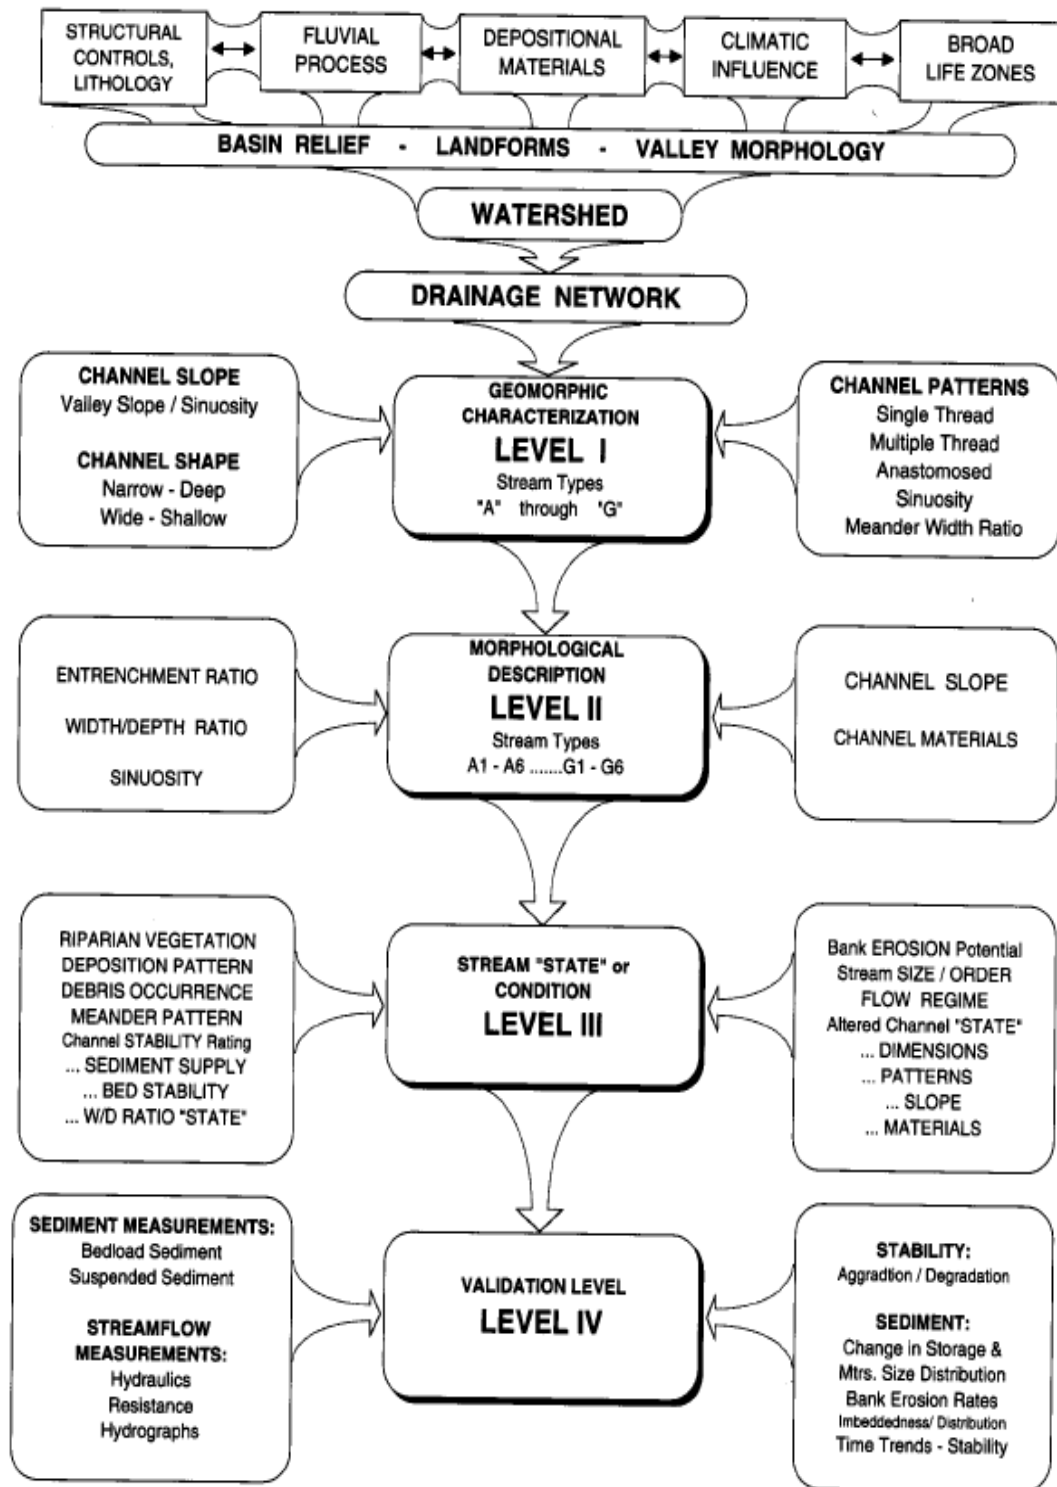 STRUCTURAL
CONTROLS,
LITHOLOGY
FLUVIAL
PROCESS
DEPOSITIONAL
MATERIALS
CLIMATIC
INFLUENCE
BROAD
LIFE ZONES
BASIN RELIEF - LANDFORMS - VALLEY MORPHOLOGY
WATERSHED
DRAINAGE NETWORK
CHANNEL SLOPE
Valley Slope / Sinuosity
CHANNEL SHAPE
Narrow - Deep
Wide - Shallow
GEOMORPHIC
CHARACTERIZATION
LEVEL I
Stream Types
"A" through "G"
CHANNEL PATTERNS
Single Thread
Multiple Thread
Anastomosed
Sinuosity
Meander Width Ratio
ENTRENCHMENT RATIO
WIDTH/DEPTH RATIO
SINUOSITY
MORPHOLOGICAL
DESCRIPTION
LEVEL II
Stream Types
A1 - A6 .......G1 - G6
CHANNEL SLOPE
CHANNEL MATERIALS
RIPARIAN VEGETATION
DEPOSITION PATTERN
DEBRIS OCCURRENCE
MEANDER PATTERN
Channel STABILITY Rating
... SEDIMENT SUPPLY
... BED STABILITY
... W/D RATIO "STATE"
STREAM "STATE" or
CONDITION
LEVEL III
Bank EROSION Potential
Stream SIZE / ORDER
FLOW REGIME
Altered Channel "STATE"
... DIMENSIONS
... PATTERNS
... SLOPE
... MATERIALS
SEDIMENT MEASUREMENTS:
Bedload Sediment
Suspended Sediment
STREAMFLOW
MEASUREMENTS:
Hydraulics
Resistance
Hydrographs
VALIDATION LEVEL
LEVEL IV
STABILITY:
Aggradtion / Degradation
SEDIMENT:
Change in Storage &
Mtrs. Size Distribution
Bank Erosion Rates
Imbeddedness/ Distribution
Time Trends - Stability